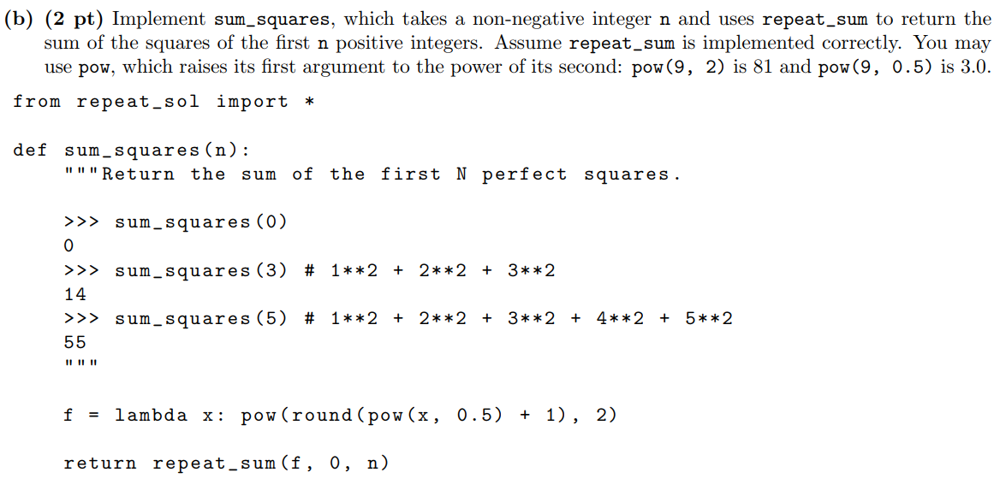 (b) (2 pt) Implement sum_squares, which takes a non-negative integer n and uses repeat_sum to return the
sum of the squares of the first n positive integers. Assume repeat_sum is implemented correctly. You may
use pow, which raises its first argument to the power of its second: pow(9, 2) is 81 and pow(9, 0.5) is 3.0.
from repeat_sol import *
def sum_squares(n):
    """Return the sum of the first N perfect squares.
    >>> sum_squares(0)
    0
    >>> sum_squares(3) # 1**2 + 2**2 + 3**2
    14
    >>> sum_squares(5) # 1**2 + 2**2 + 3**2 + 4**2 + 5**2
    55
    """
    f = lambda x: pow(round(pow(x, 0.5) + 1), 2)
    return repeat_sum(f, 0, n)